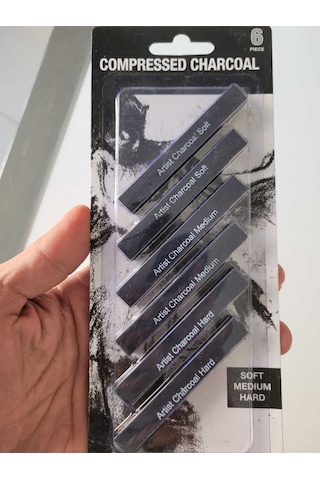 6
PIECE
COMPRESSED CHARCOAL
Artist Charcoal Soft
Artist Charcoal Soft
Artist Charcoal Medium
Artist Charcoal Medium
Artist Charcoal Hard
Artist Charcoal Hard
SOFT
MEDIUM
HARD